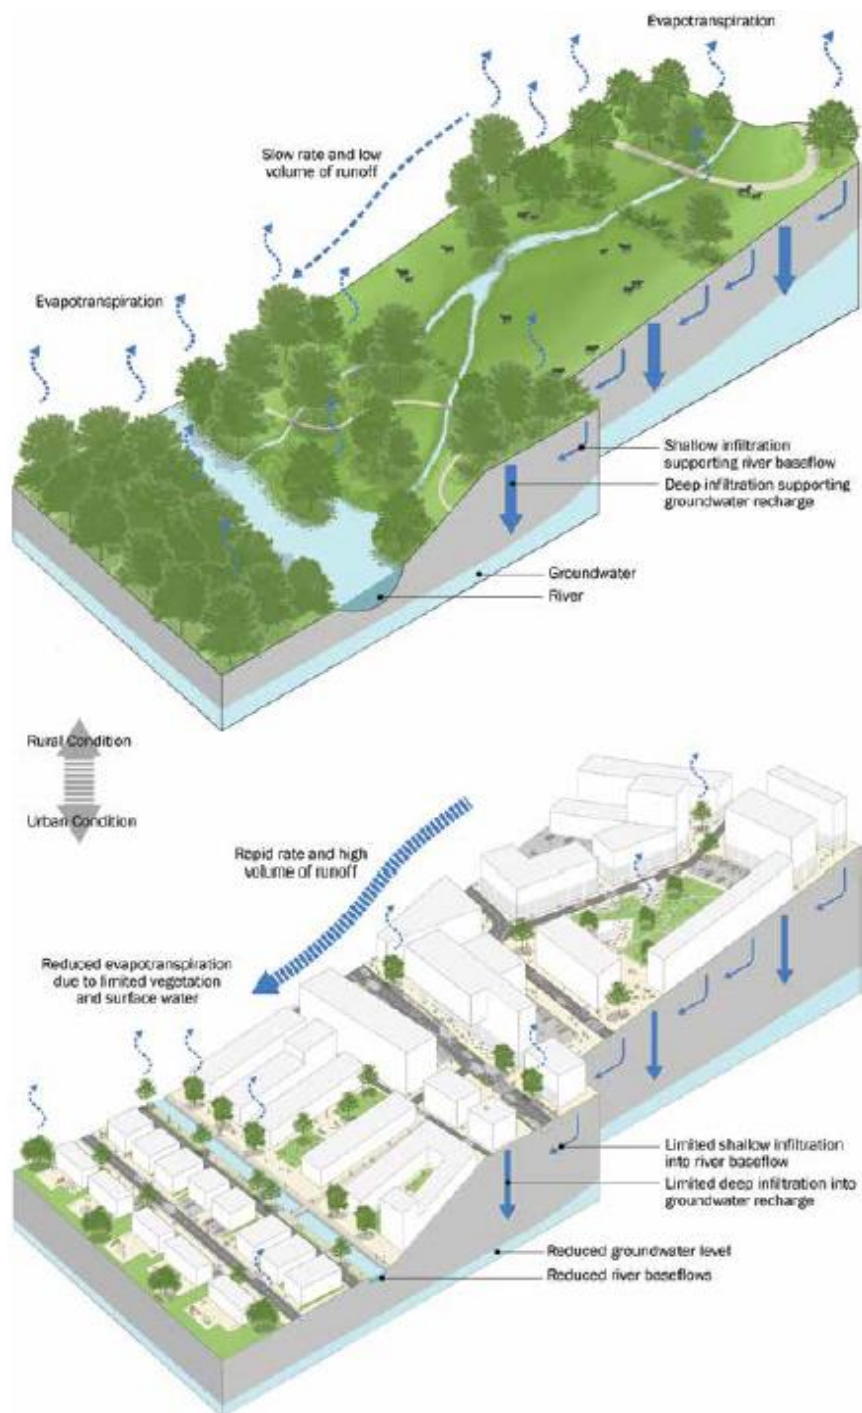 Evapotranspiration
Slow rate and low
volume of runoff
Evapotranspiration
Shallow infiltration
supporting river baseflow
Deep infiltration supporting
groundwater recharge
Groundwater
River
Rural Condition
Urban Condition
Rapid rate and high
volume of runoff
Reduced evapotranspiration
due to limited vegetation
and surface water
Limited shallow infiltration
into river baseflow
Limited deep infiltration into
groundwater recharge
Reduced groundwater level
Reduced river baseflows